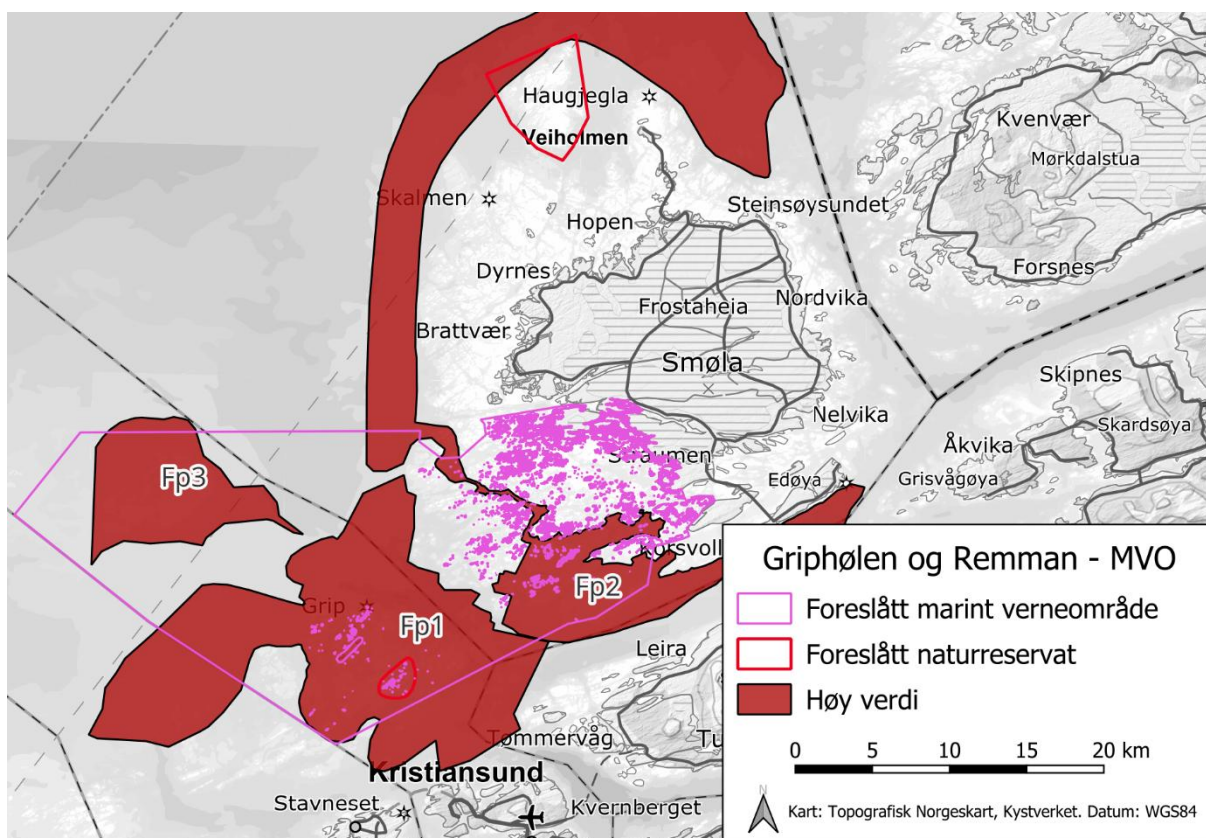 Haugjegla
Veiholmen
Kvenvær
Mørkdalstua
Skalmen
Hopen
Steinsøysundet
Dyrnes
Forsnes
Frostaheia
Nordvika
Brattvær
Smøla
Skipnes
Nelvika
Skardsøya
Åkvika
Straumen
Fp3
Edøya
Grisvågøya
Korsvoll
Fp2
Grip
Fp1
Leira
Tømmervåg
Tu
Kristiansund
Stavneset
Kvernberget
Griphølen og Remman - MVO
Foreslått marint verneområde
Foreslått naturreservat
Høy verdi
0 5 10 15 20 km
N
Kart: Topografisk Norgeskart, Kystverket. Datum: WGS84